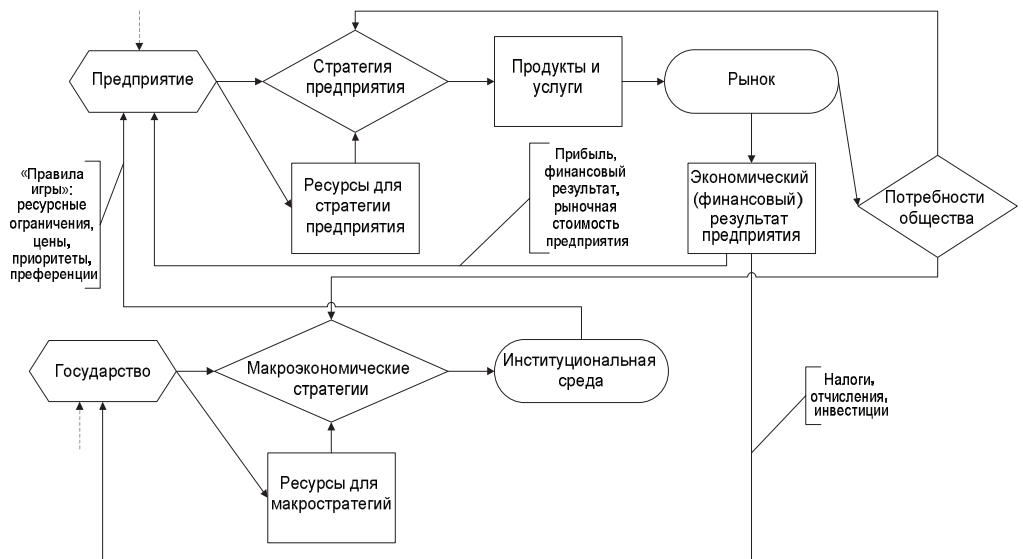 Предприятие
Стратегия
предприятия
Продукты и
услуги
Рынок
«Правила
игры»:
ресурсные
ограничения,
цены,
приоритеты,
преференции
Ресурсы для
стратегии
предприятия
Прибыль,
финансовый
результат,
рыночная
стоимость
предприятия
Экономический
(финансовый)
результат
предприятия
Потребности
общества
Государство
Макроэкономические
стратегии
Институциональная
среда
Налоги,
отчисления,
инвестиции
Ресурсы для
макростратегий